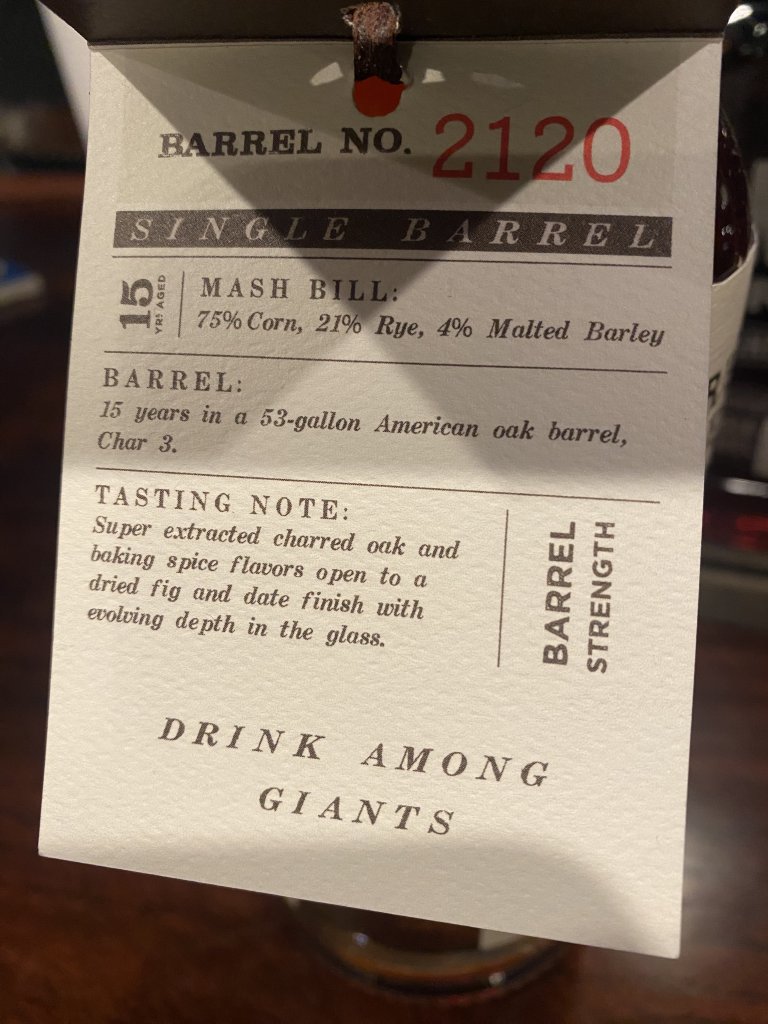 BARREL NO. 2120
SINGLE BARREL
15
YRS AGED
MASH BILL:
75% Corn, 21% Rye, 4% Malted Barley
BARREL:
15 years in a 53-gallon American oak barrel,
Char 3.
TASTING NOTE:
Super extracted charred oak and
baking spice flavors open to a
dried fig and date finish with
evolving depth in the glass.
BARREL
STRENGTH
DRINK AMONG
GIANTS